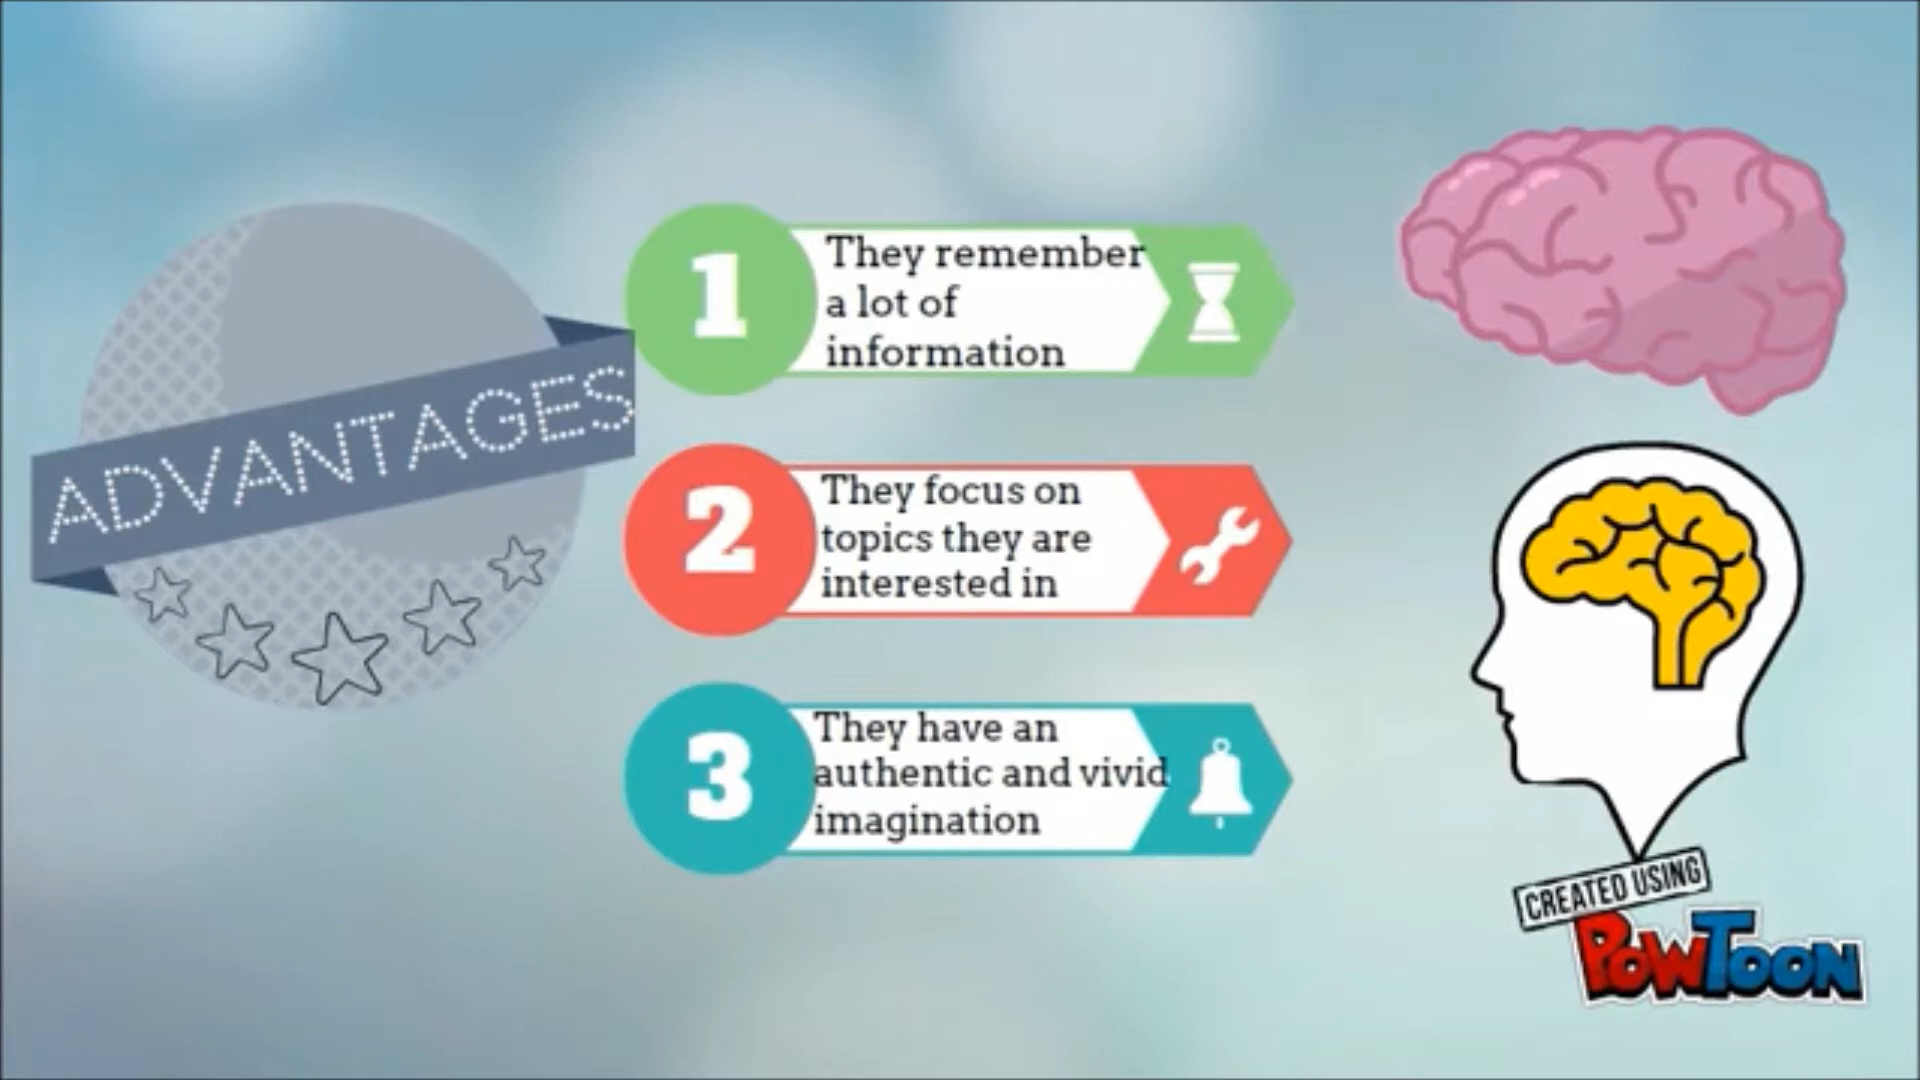 ADVANTAGES
1
They remember
a lot of
information
2
They focus on
topics they are
interested in
3
They have an
authentic and vivid
imagination
CREATED USING
POWTOON